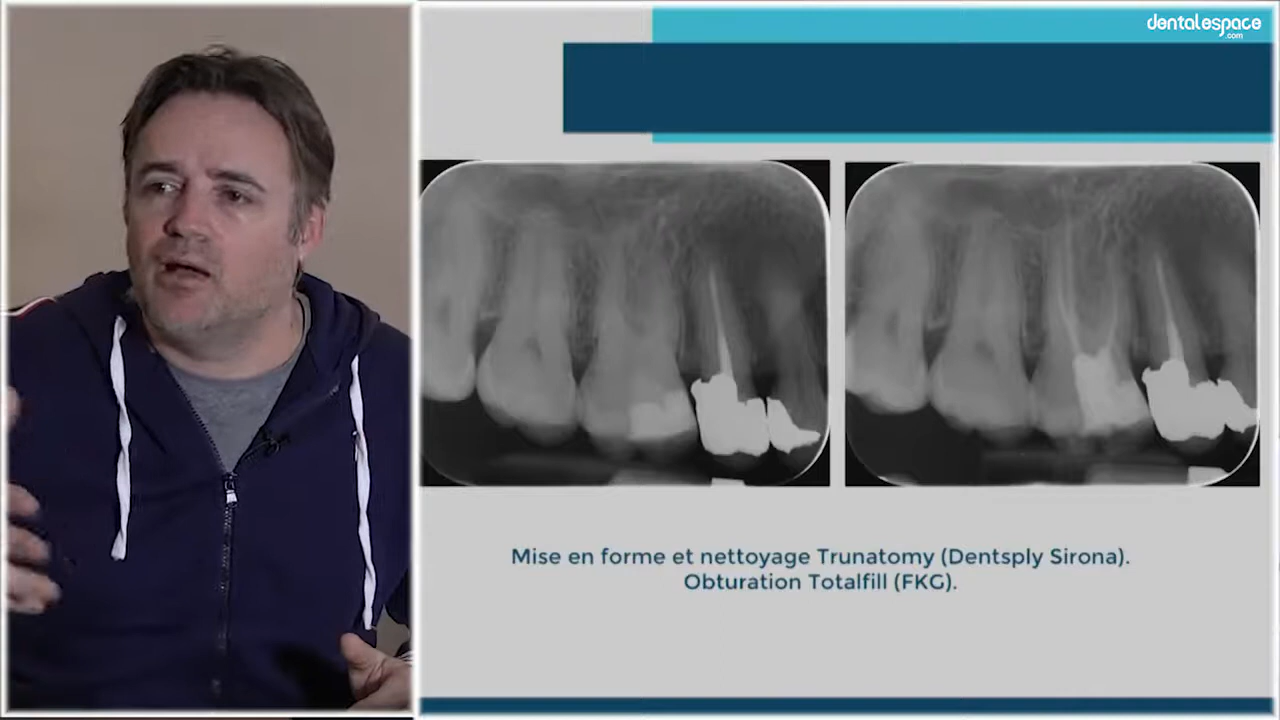 dentalespace
.com
Mise en forme et nettoyage Trunatomy (Dentsply Sirona).
Obturation Totalfill (FKG).